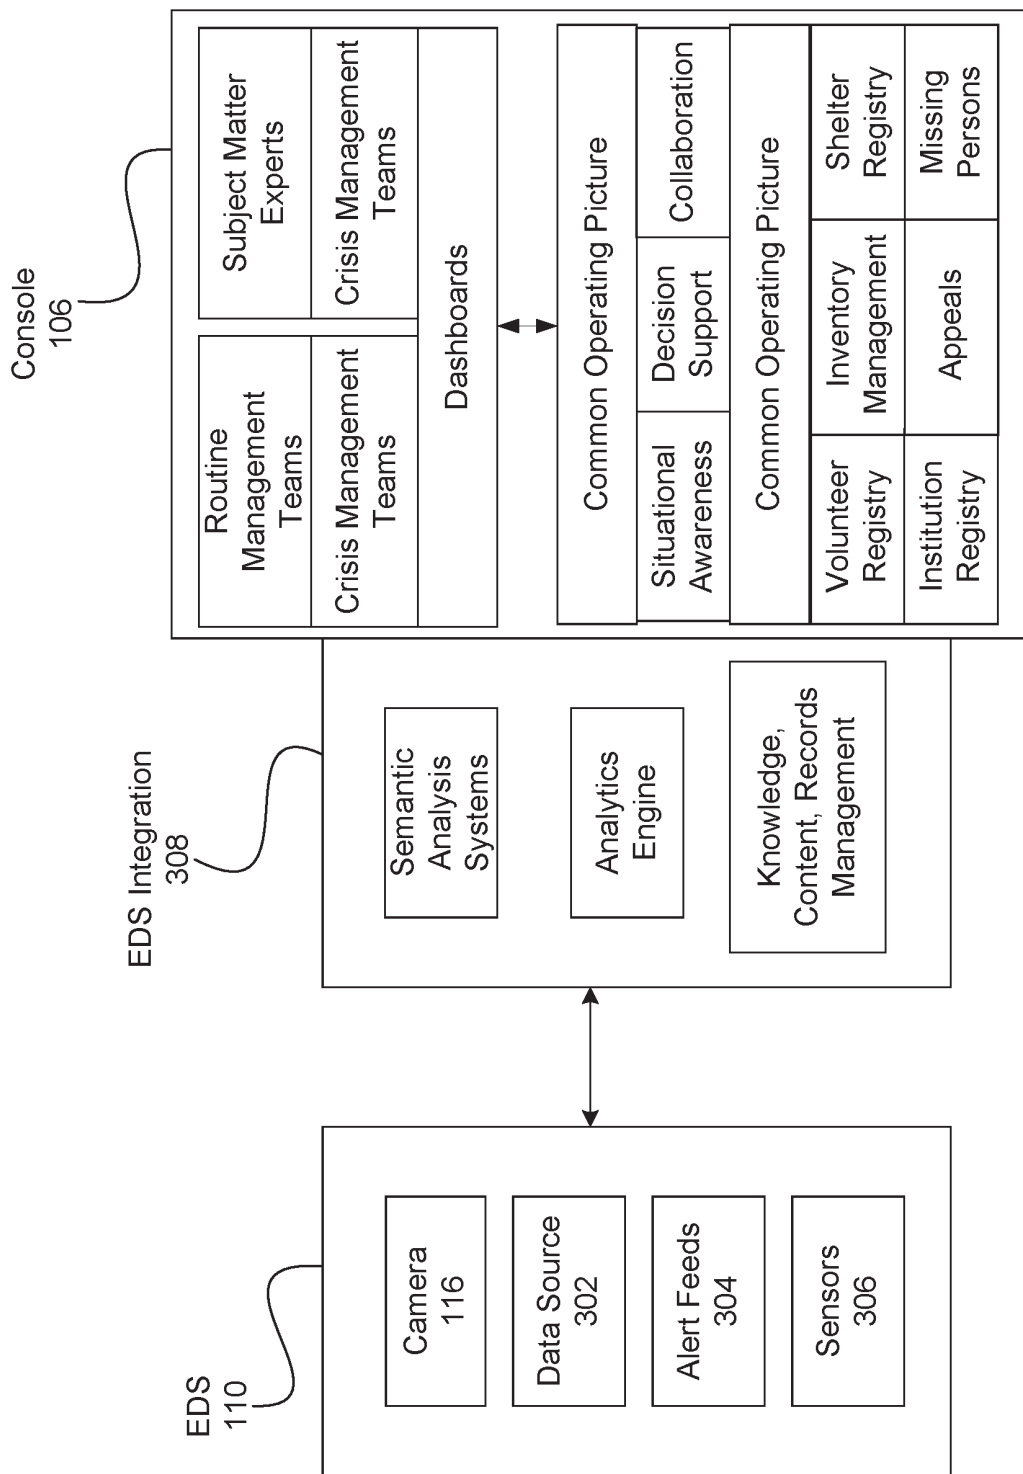 EDS
110
Camera
116
Data Source
302
Alert Feeds
304
Sensors
306
EDS Integration
308
Semantic
Analysis
Systems
Analytics
Engine
Knowledge,
Content, Records
Management
Console
106
Routine
Management
Teams
Subject Matter
Experts
Crisis Management
Teams
Crisis Management
Teams
Dashboards
Common Operating Picture
Situational
Awareness
Decision
Support
Collaboration
Common Operating Picture
Volunteer
Registry
Inventory
Management
Shelter
Registry
Institution
Registry
Appeals
Missing
Persons